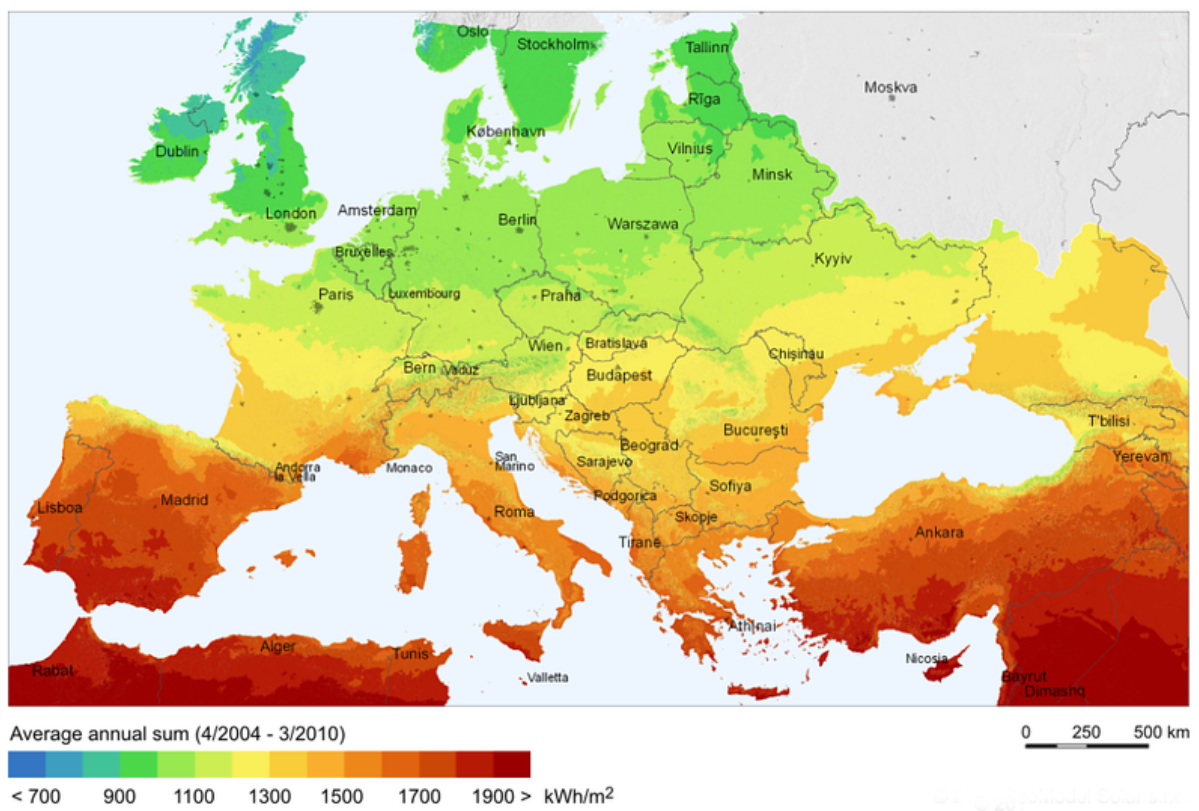 Oslo
Stockholm
Tallinn
Moskva
Rīga
København
Dublin
Vilnius
Minsk
London
Amsterdam
Berlin
Warszawa
Bruxelles
Kyyiv
Paris
Luxembourg
Praha
Wien
Bratislava
Chişinău
Bern
Vaduz
Budapest
Ljubljana
Zagreb
T'bilisi
Bucureşti
Beograd
Yerevan
San
Marino
Sarajevo
Andorra
la Vella
Monaco
Madrid
Podgorica
Sofiya
Lisboa
Roma
Skopje
Ankara
Tiranë
Athínai
Alger
Tunis
Nicosia
Rabat
Valletta
Bayrut
Dimashq
Average annual sum (4/2004 - 3/2010)
0 250 500 km
< 700 900 1100 1300 1500 1700 1900 > kWh/m²